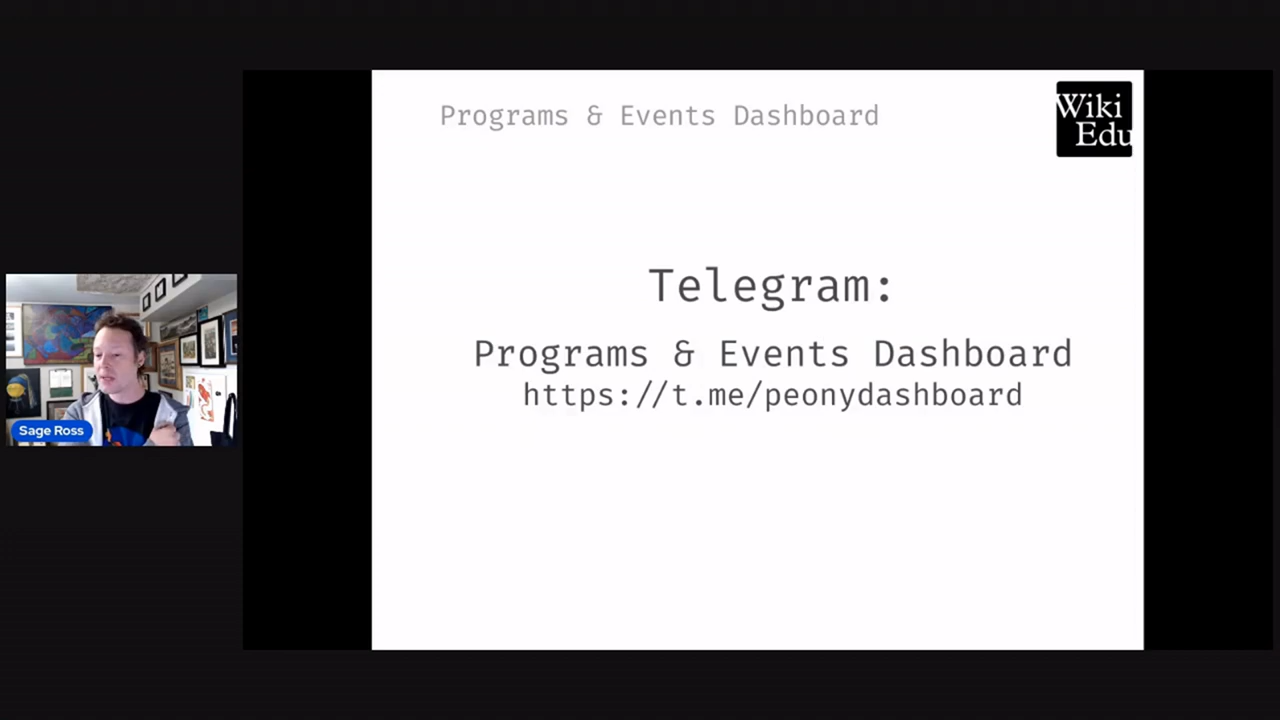 Programs & Events Dashboard
Wiki
Edu
Telegram:
Programs & Events Dashboard
https://t.me/peonydashboard
Sage Ross